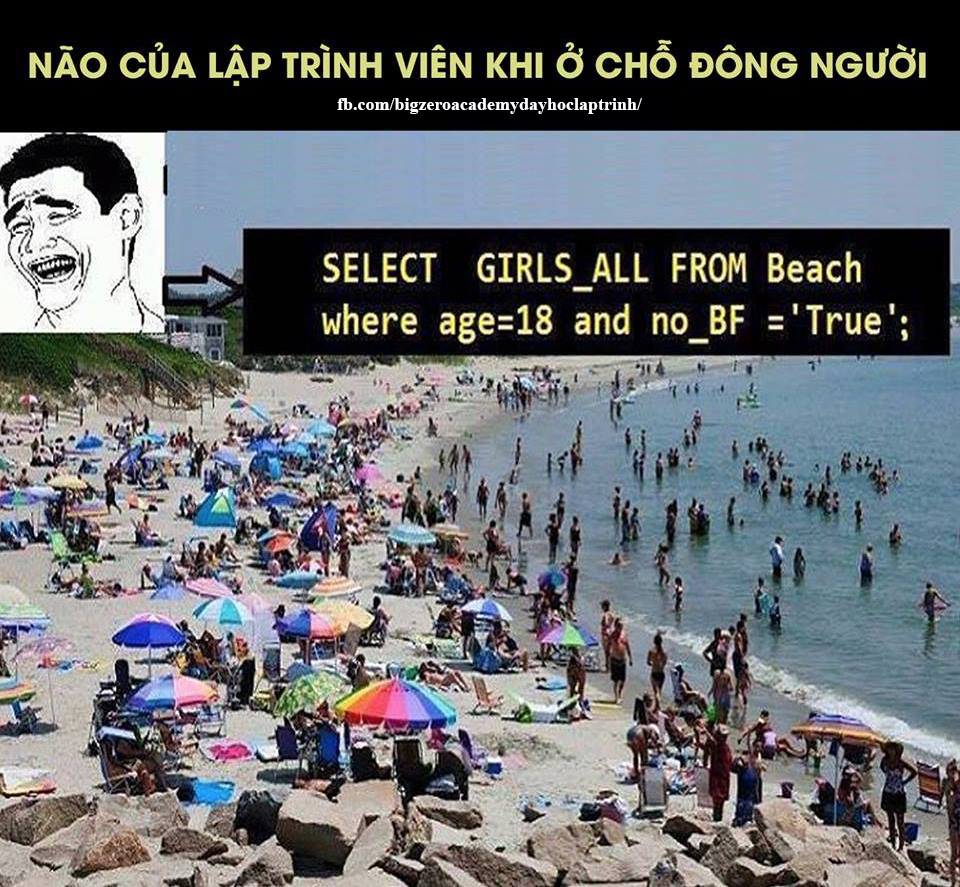 NÃO CỦA LẬP TRÌNH VIÊN KHI Ở CHỖ ĐÔNG NGƯỜI
fb.com/bigzeroacademydayhoclaptrinh/
SELECT GIRLS_ALL FROM Beach
where age=18 and no_BF ='True';